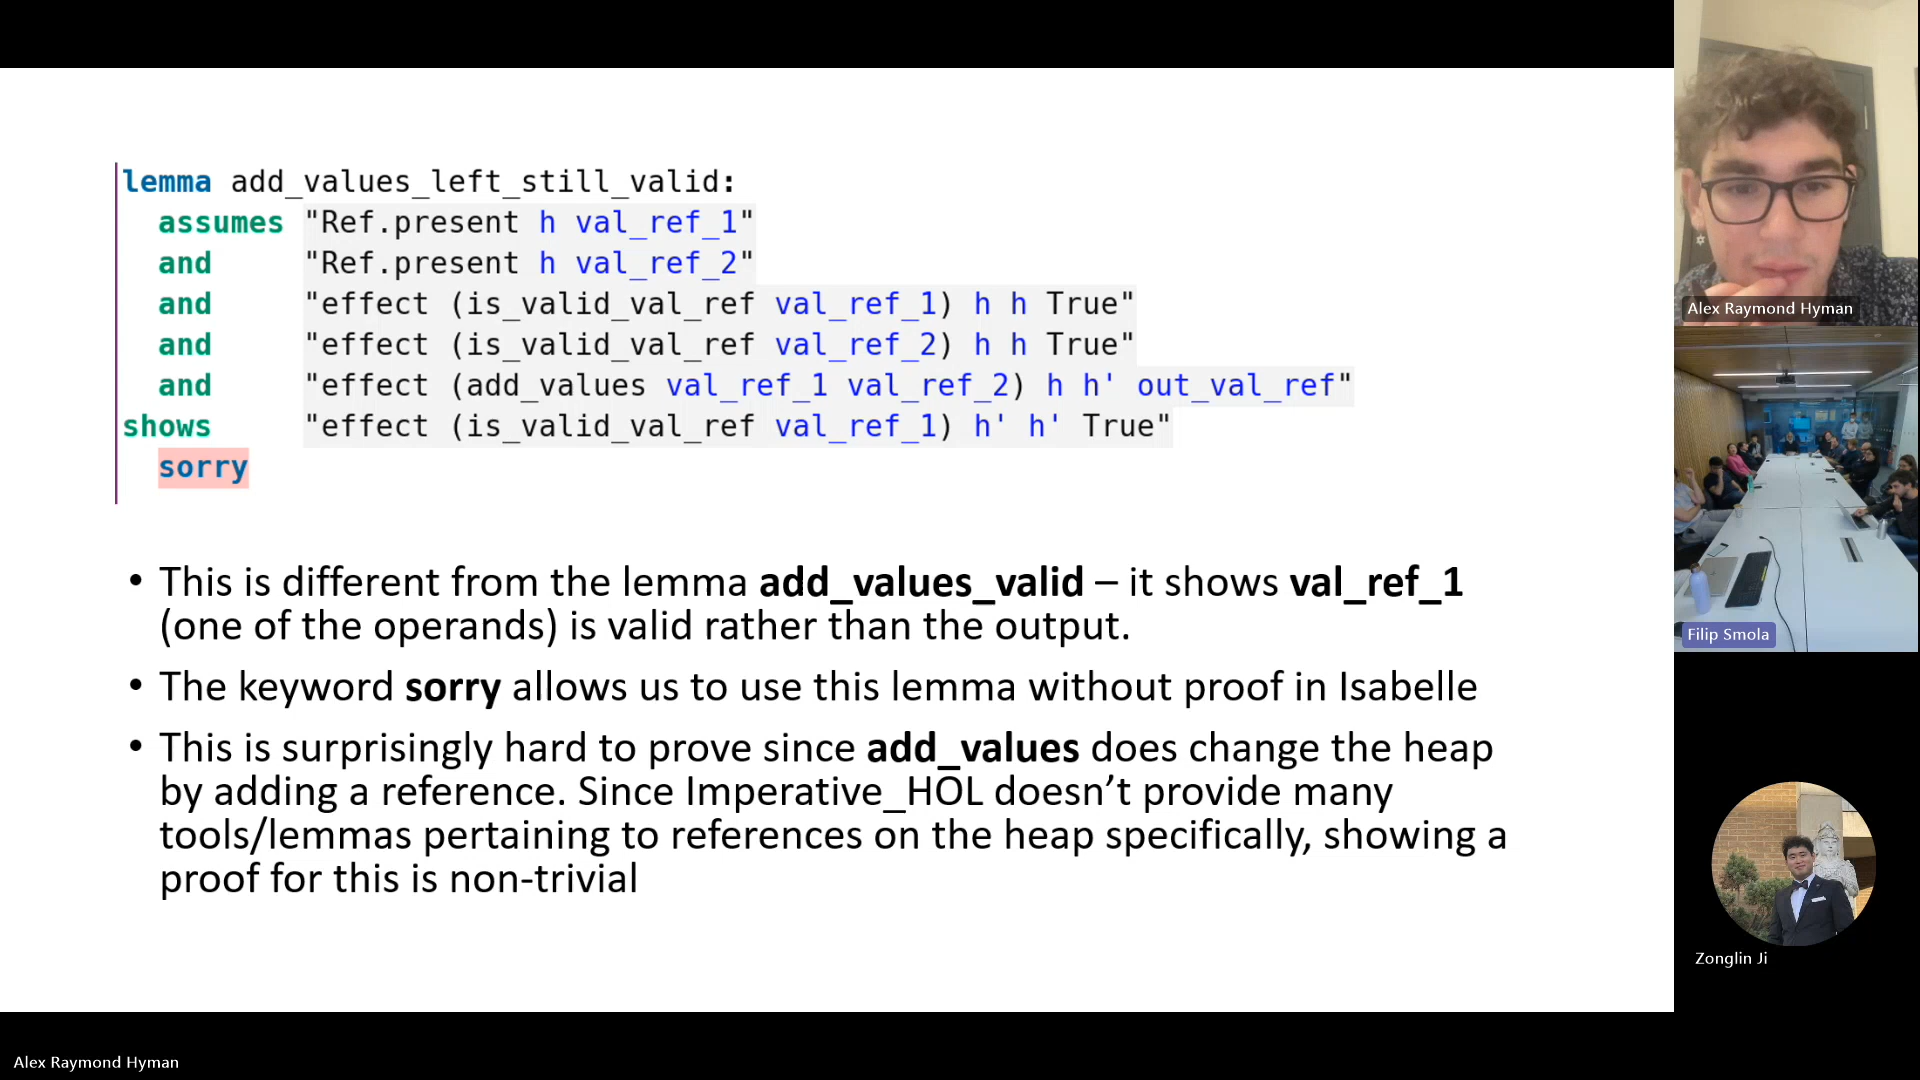 lemma add_values_left_still_valid:
assumes "Ref.present h val_ref_1"
and "Ref.present h val_ref_2"
and "effect (is_valid_val_ref val_ref_1) h h True"
and "effect (is_valid_val_ref val_ref_2) h h True"
and "effect (add_values val_ref_1 val_ref_2) h h' out_val_ref"
shows "effect (is_valid_val_ref val_ref_1) h' h' True"
sorry
• This is different from the lemma add_values_valid – it shows val_ref_1
(one of the operands) is valid rather than the output.
• The keyword sorry allows us to use this lemma without proof in Isabelle
• This is surprisingly hard to prove since add_values does change the heap
by adding a reference. Since Imperative_HOL doesn’t provide many
tools/lemmas pertaining to references on the heap specifically, showing a
proof for this is non-trivial
Alex Raymond Hyman
Filip Smola
Zonglin Ji
Alex Raymond Hyman